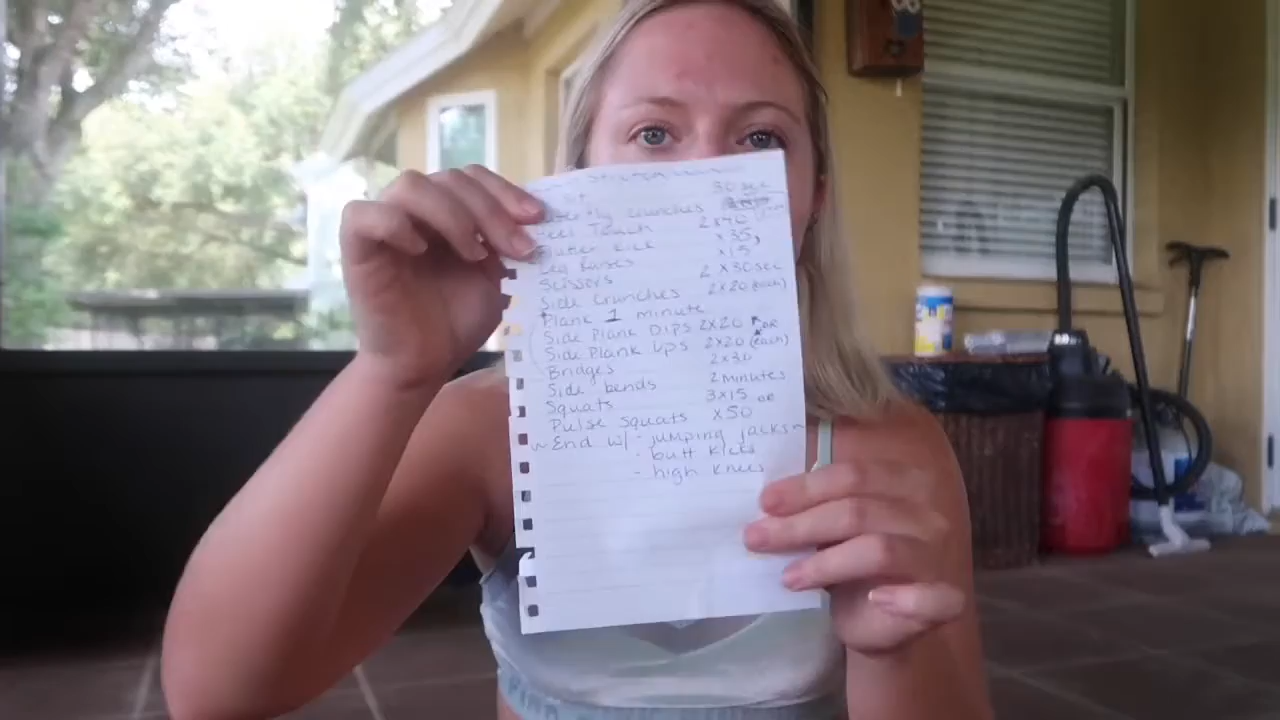 30 sec
crunches
Heel Touch 2x40
Flutter Kick x35
Leg Raises x15
Scissors 2 x 30 sec
Side Crunches 2x20 (each)
Plank 1 minute
Side Plank Dips 2x20 or
Side Plank Ups 2x20 (each)
Bridges 2x30
Side bends 2 minutes
Squats 3x15 or
Pulse Squats x50
End w/ - jumping jacks
- butt kicks
- high knees